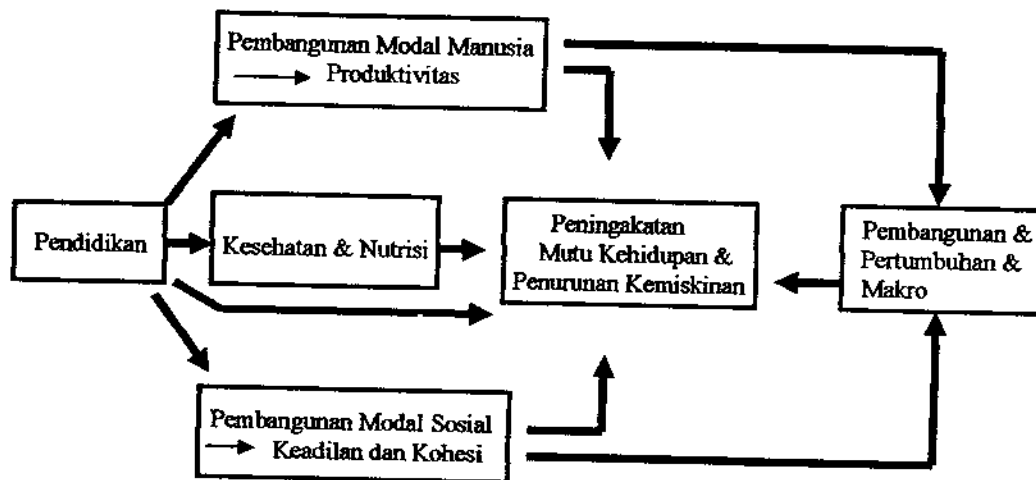 Pembangunan Modal Manusia
Produktivitas
Pendidikan
Kesehatan & Nutrisi
Peningakatan
Mutu Kehidupan &
Penurunan Kemiskinan
Pembangunan &
Pertumbuhan &
Makro
Pembangunan Modal Sosial
Keadilan dan Kohesi